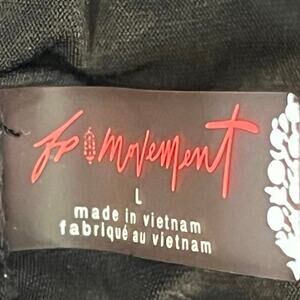 fp movement
L
made in vietnam
fabriqué au vietnam